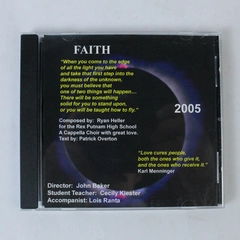 FAITH
"When you come to the edge
of all the light you have
and take that first step into the
darkness of the unknown,
you must believe that
one of two things will happen...
There will be something
solid for you to stand upon,
or you will be taught how to fly."
2005
Composed by: Ryan Heller
for the Rex Putnam High School
A Cappella Choir with great love.
Text by: Patrick Overton
"Love cures people,
both the ones who give it,
and the ones who receive it."
Karl Menninger
Director: John Baker
Student Teacher: Cecily Kiester
Accompanist: Lois Ranta